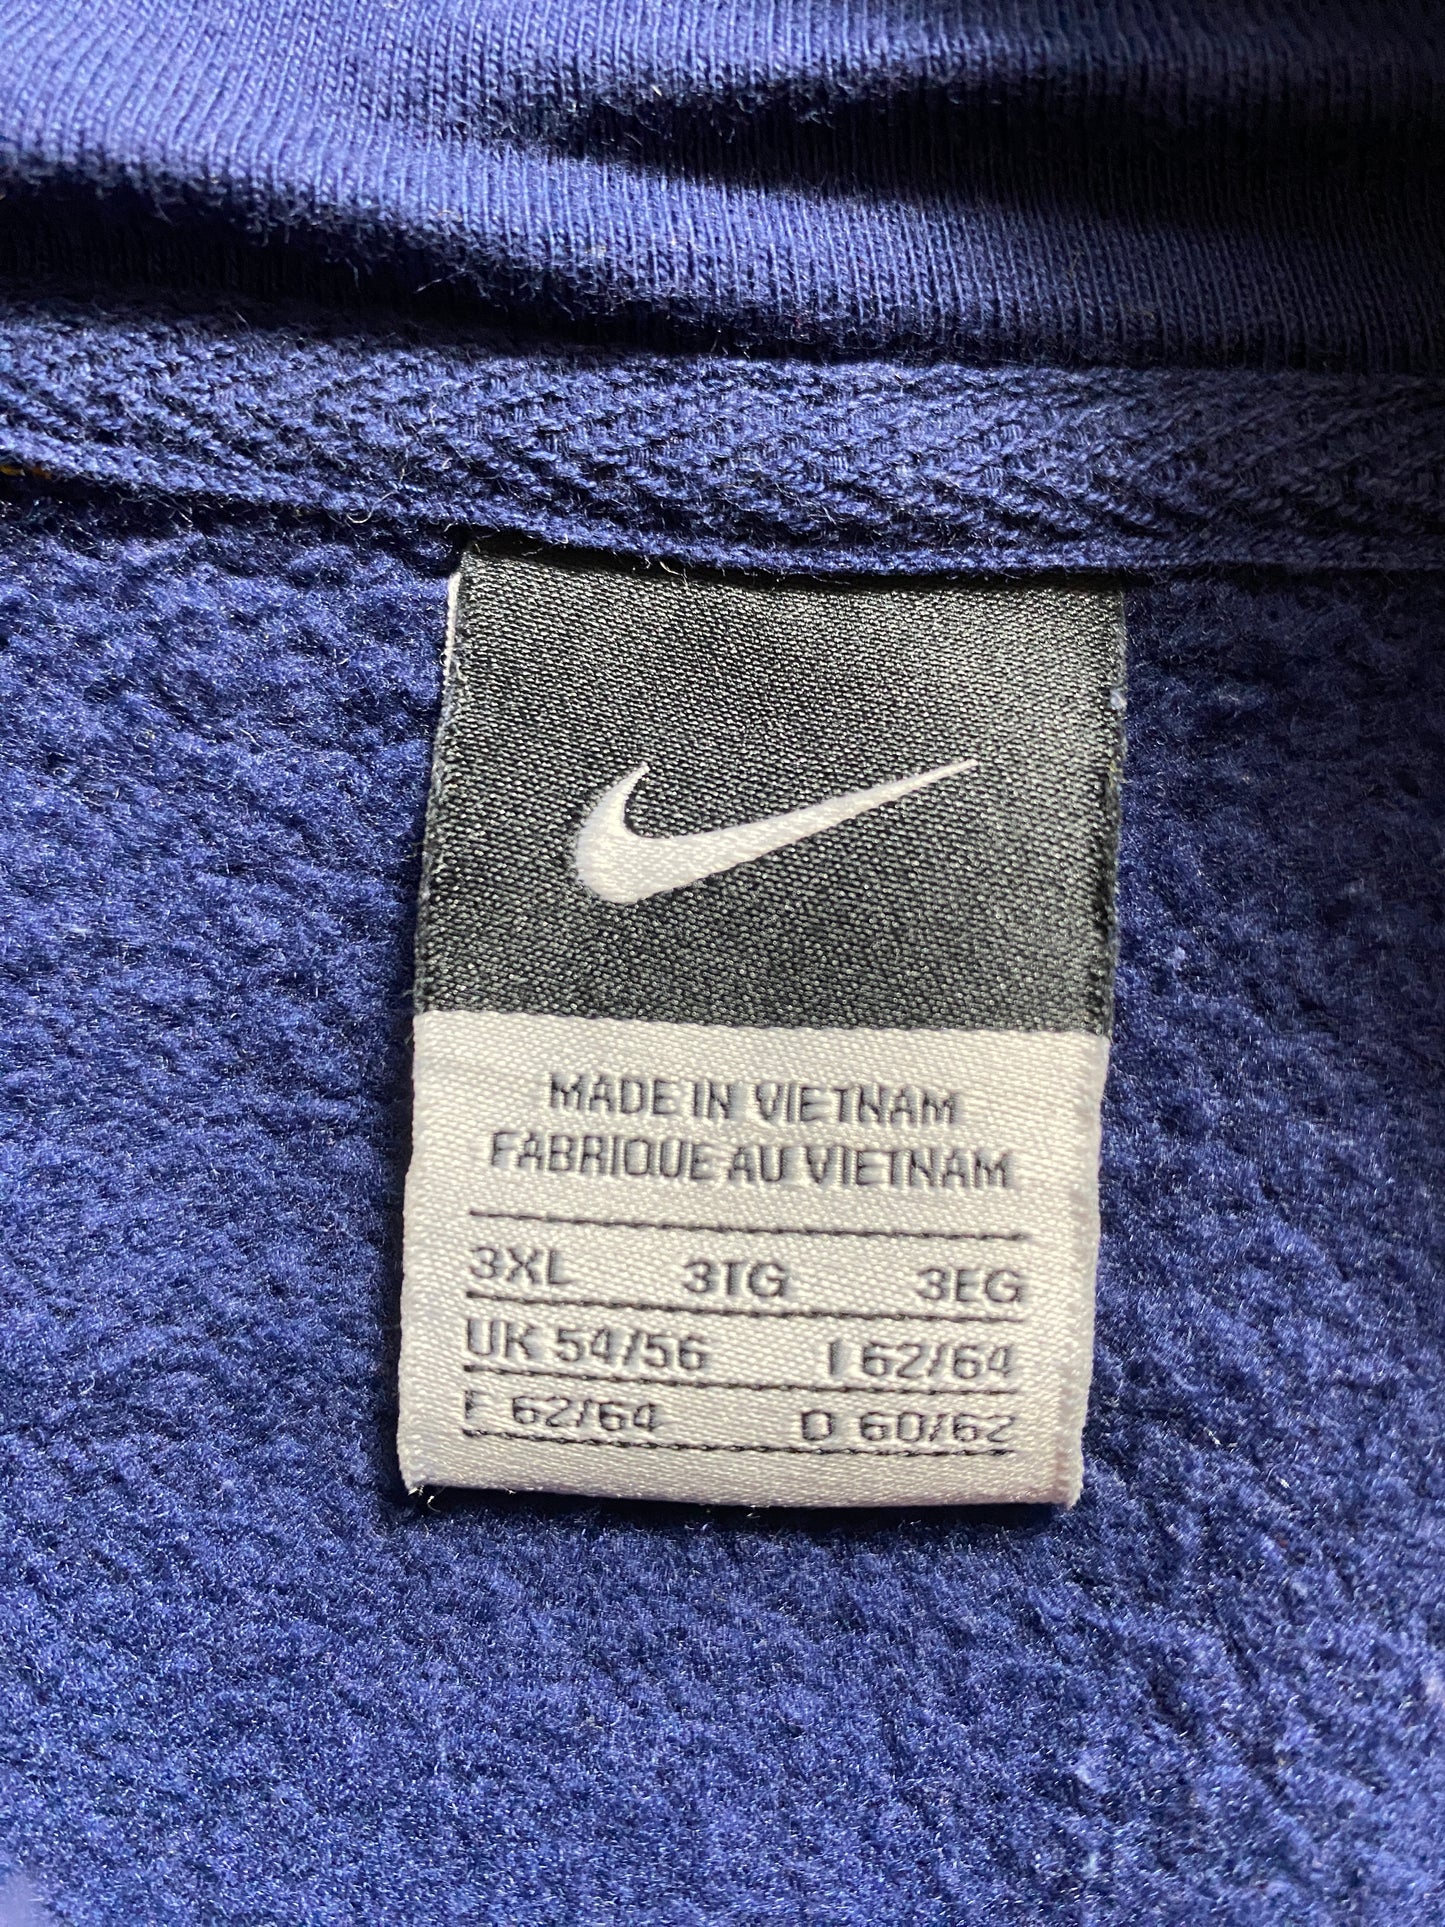 MADE IN VIETNAM
FABRIQUE AU VIETNAM
3XL 3TG 3EG
UK 54/56 I 62/64
F 62/64 D 60/62